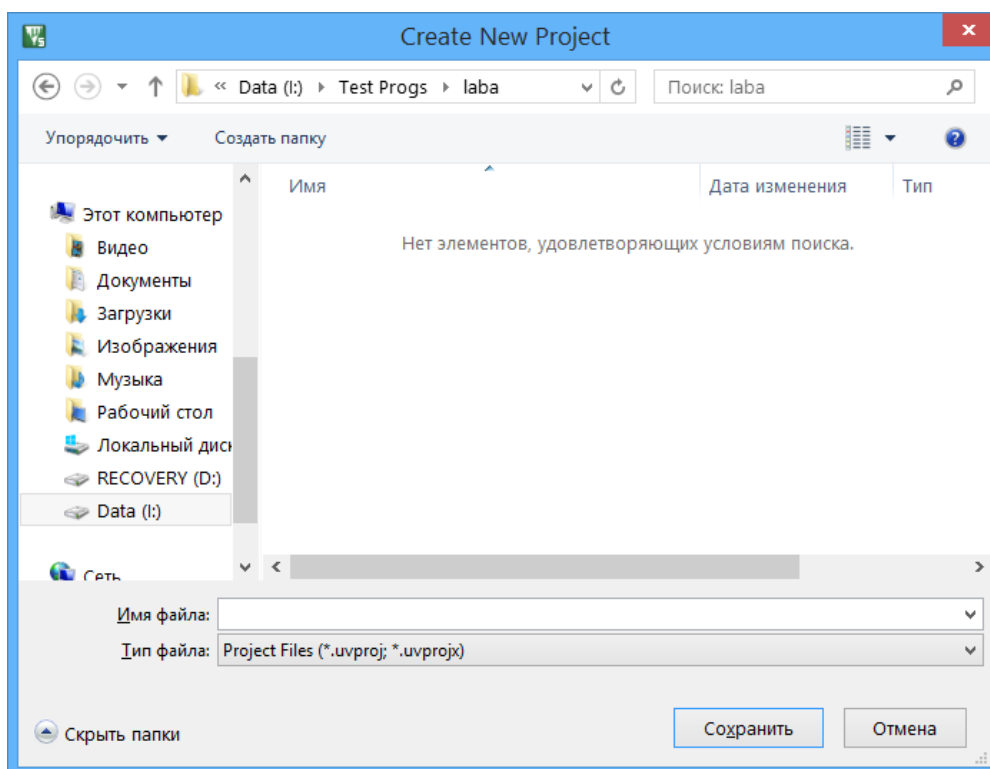 Create New Project
« Data (I:) Test Progs laba Поиск: laba
Упорядочить Создать папку
Имя Дата изменения Тип
Нет элементов, удовлетворяющих условиям поиска.
Этот компьютер
Видео
Документы
Загрузки
Изображения
Музыка
Рабочий стол
Локальный диск
RECOVERY (D:)
Data (I:)
Сеть
Имя файла:
Тип файла: Project Files (*.uvproj; *.uvprojx)
Скрыть папки Сохранить Отмена